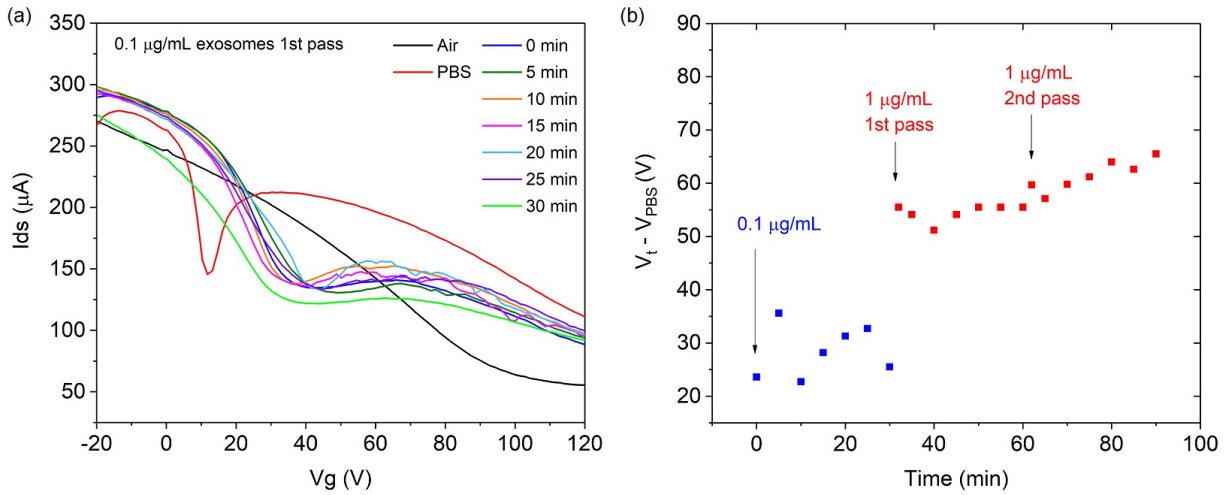 (a)
0.1 μg/mL exosomes 1st pass
Air
PBS
0 min
5 min
10 min
15 min
20 min
25 min
30 min
Ids (μA)
350
300
250
200
150
100
50
-20
0
20
40
60
80
100
120
Vg (V)
(b)
1 μg/mL
1st pass
1 μg/mL
2nd pass
0.1 μg/mL
Vt - VPBS (V)
90
80
70
60
50
40
30
20
0
20
40
60
80
100
Time (min)